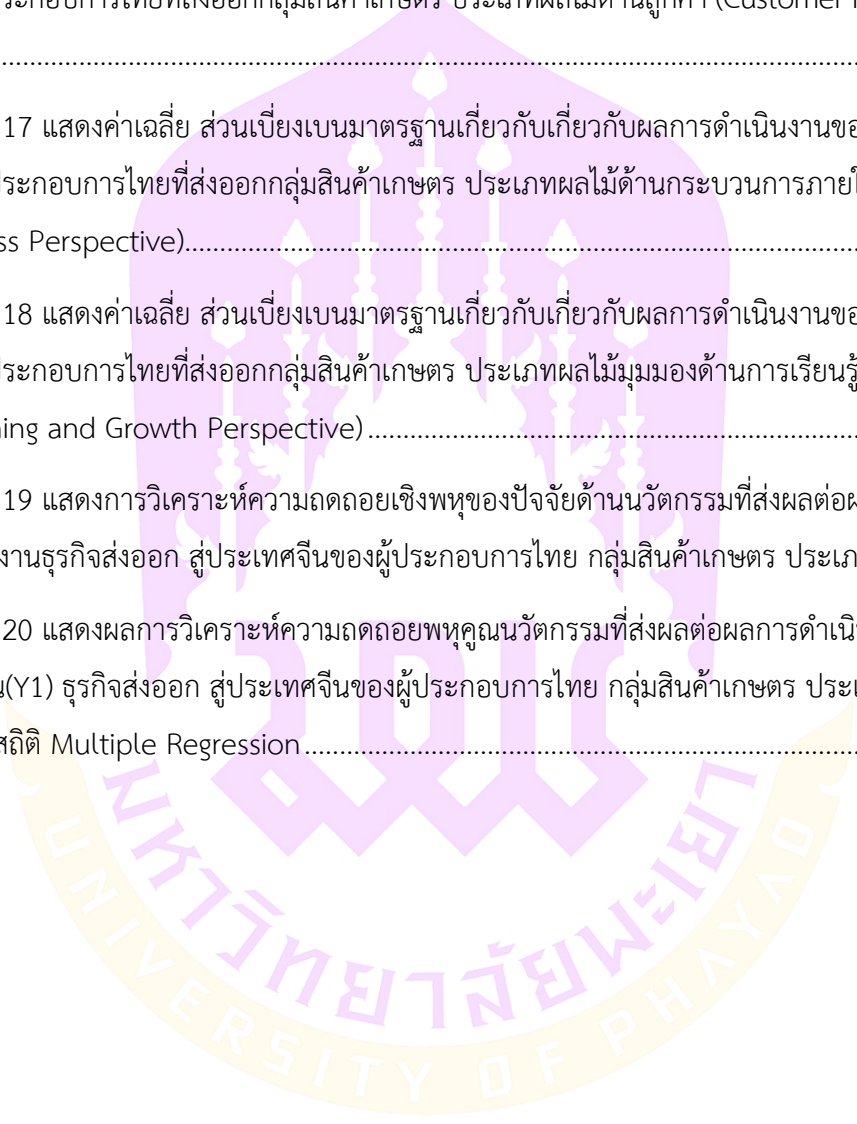 ระกอบการไทยที่ส่งออกกลุ่มสินค้าเกษตร ประเภทผลไม้ด้านลูกค้า (Customer
................................................................................................
17 แสดงค่าเฉลี่ย ส่วนเบี่ยงเบนมาตรฐานเกี่ยวกับเกี่ยวกับผลการดำเนินงานขอ
ประกอบการไทยที่ส่งออกกลุ่มสินค้าเกษตร ประเภทผลไม้ด้านกระบวนการภายใ
ss Perspective)................................................................................................
18 แสดงค่าเฉลี่ย ส่วนเบี่ยงเบนมาตรฐานเกี่ยวกับเกี่ยวกับผลการดำเนินงานขอ
ประกอบการไทยที่ส่งออกกลุ่มสินค้าเกษตร ประเภทผลไม้มุมมองด้านการเรียนรู้
ning and Growth Perspective)................................................................................
19 แสดงการวิเคราะห์ความถดถอยเชิงพหุของปัจจัยด้านนวัตกรรมที่ส่งผลต่อผ
งานธุรกิจส่งออก สู่ประเทศจีนของผู้ประกอบการไทย กลุ่มสินค้าเกษตร ประเภ
20 แสดงผลการวิเคราะห์ความถดถอยพหุคูณนวัตกรรมที่ส่งผลต่อผลการดำเนิ
น(Y1) ธุรกิจส่งออก สู่ประเทศจีนของผู้ประกอบการไทย กลุ่มสินค้าเกษตร ประเ
สถิติ Multiple Regression................................................................................
มหาวิทยาลัยพะเยา
UNIVERSITY OF PHAYAO